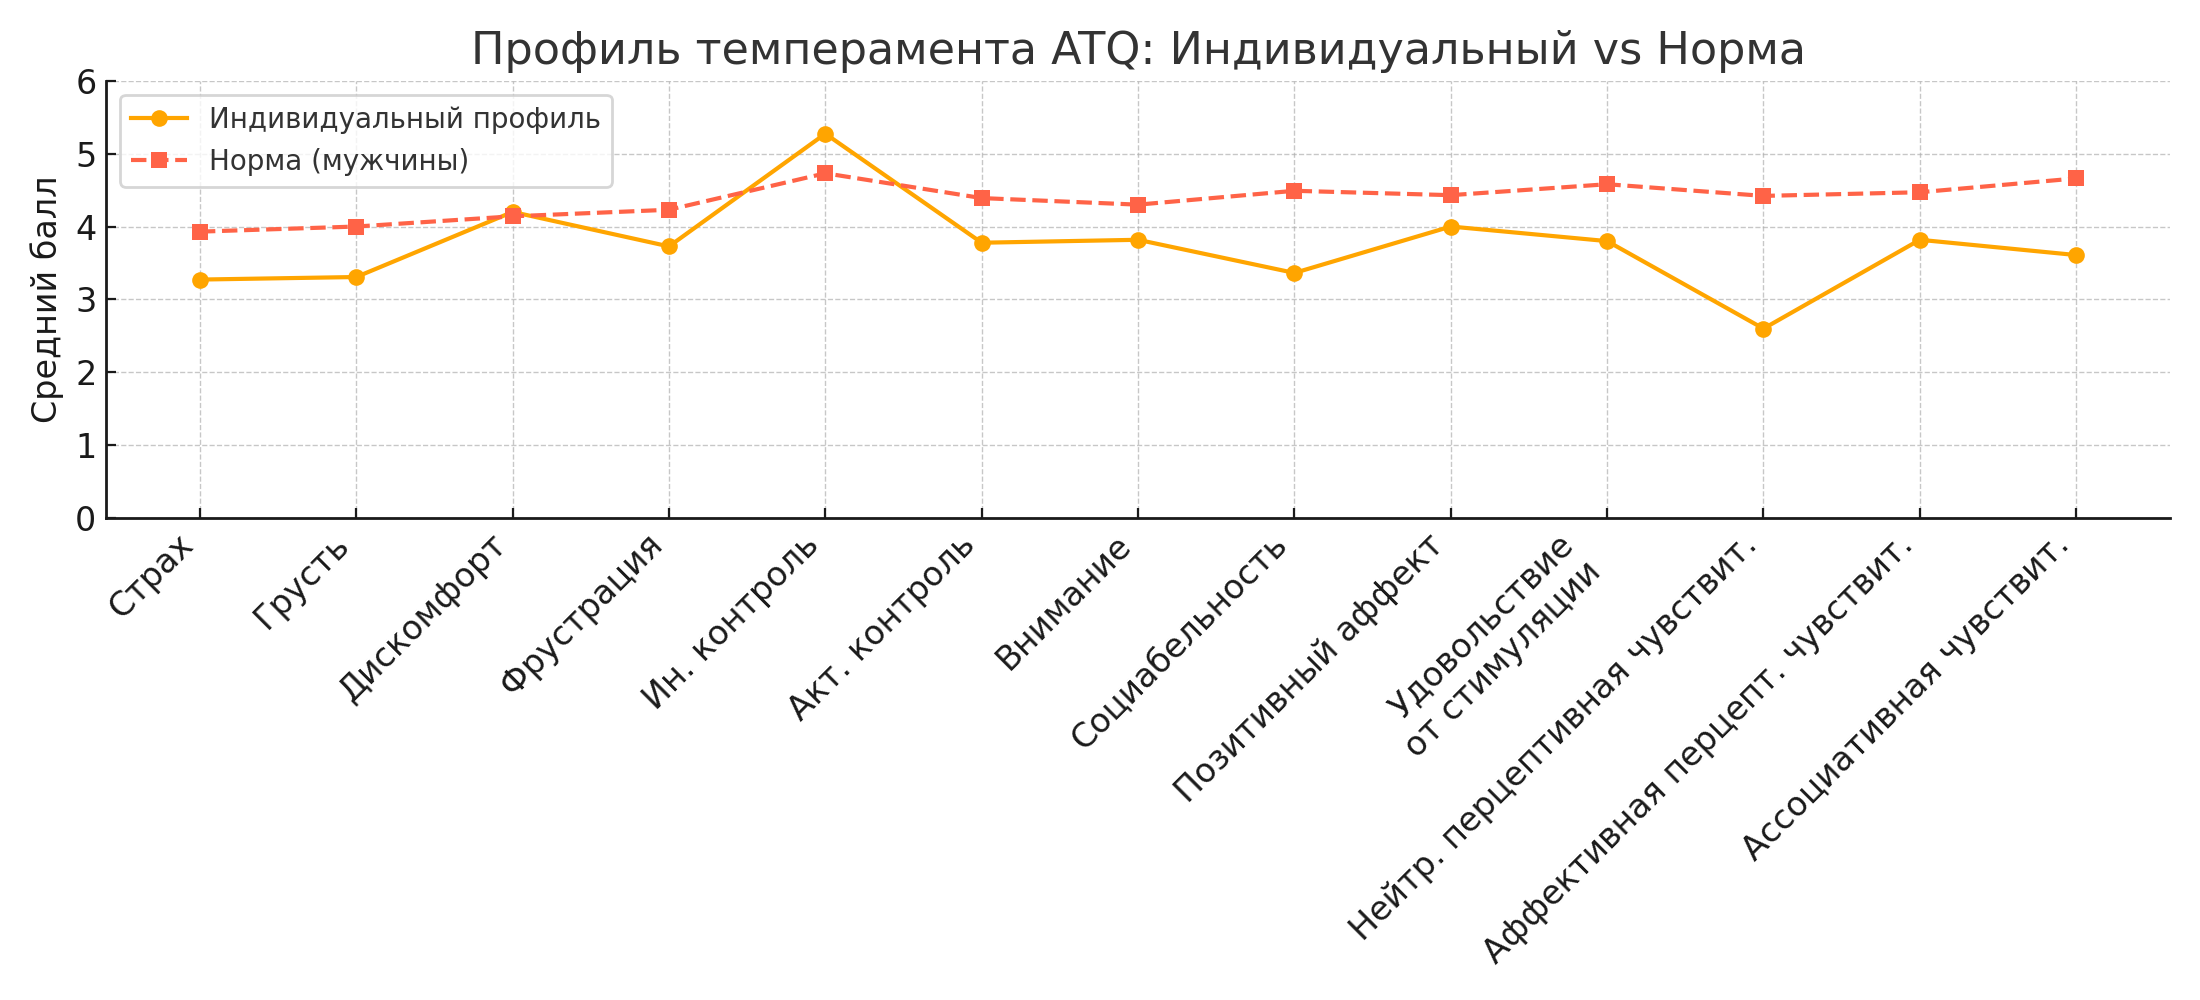 Профиль темперамента ATQ: Индивидуальный vs Норма
Индивидуальный профиль
Норма (мужчины)
Средний балл
6
5
4
3
2
1
0
Страх
Грусть
Дискомфорт
Фрустрация
Ин. контроль
Акт. контроль
Внимание
Социабельность
Позитивный аффект
Удовольствие
от стимуляции
Нейтр. перцептивная чувствит.
Аффективная перцепт. чувствит.
Ассоциативная чувствит.